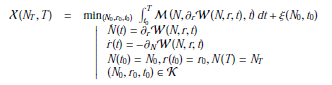 X(N_T, T) = min_{(N_0,r_0,t_0)} ∫_{t_0}^{T} M(N, ∂_r W(N, r, t), t) dt + ξ(N_0, t_0)
Ṅ(t) = ∂_r W(N, r, t)
ṙ(t) = −∂_N W(N, r, t)
N(t_0) = N_0, r(t_0) = r_0, N(T) = N_T
(N_0, r_0, t_0) ∈ K